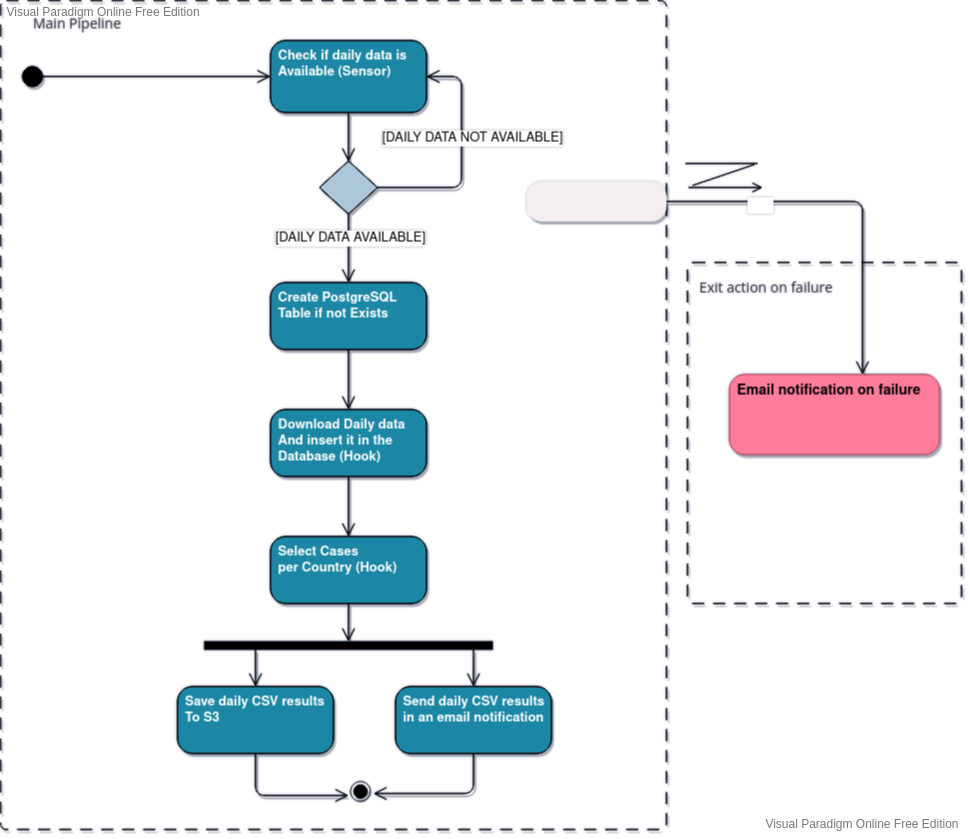 Visual Paradigm Online Free Edition
Main Pipeline
Check if daily data is
Available (Sensor)
[DAILY DATA NOT AVAILABLE]
[DAILY DATA AVAILABLE]
Create PostgreSQL
Table if not Exists
Exit action on failure
Email notification on failure
Download Daily data
And insert it in the
Database (Hook)
Select Cases
per Country (Hook)
Save daily CSV results
To S3
Send daily CSV results
in an email notification
Visual Paradigm Online Free Edition